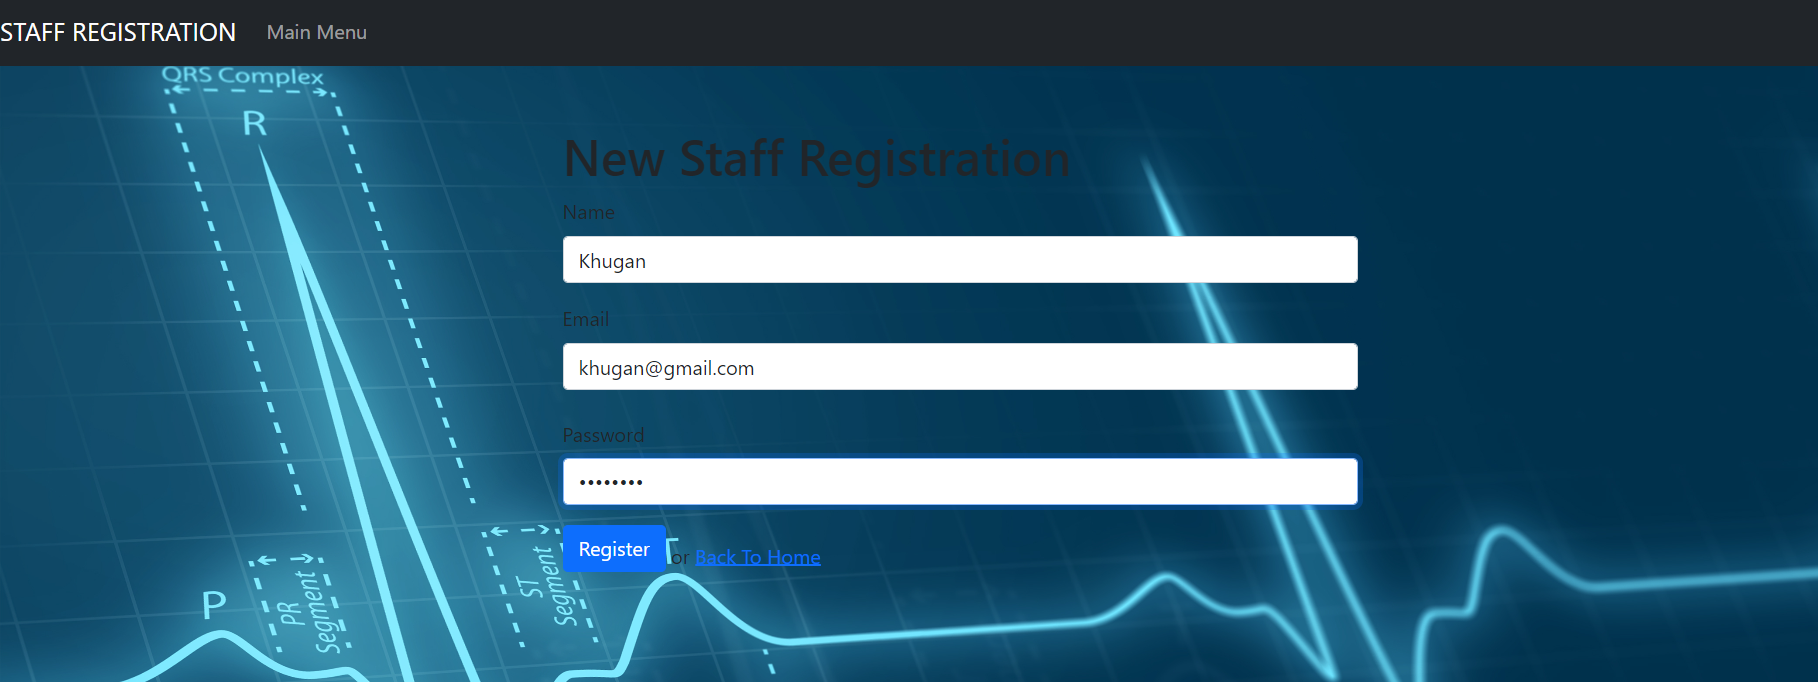 STAFF REGISTRATION Main Menu
QRS Complex
R
New Staff Registration
Name
Khugan
Email
khugan@gmail.com
Password
••••••••
Register or Back To Home
P
PR Segment
ST Segment
T